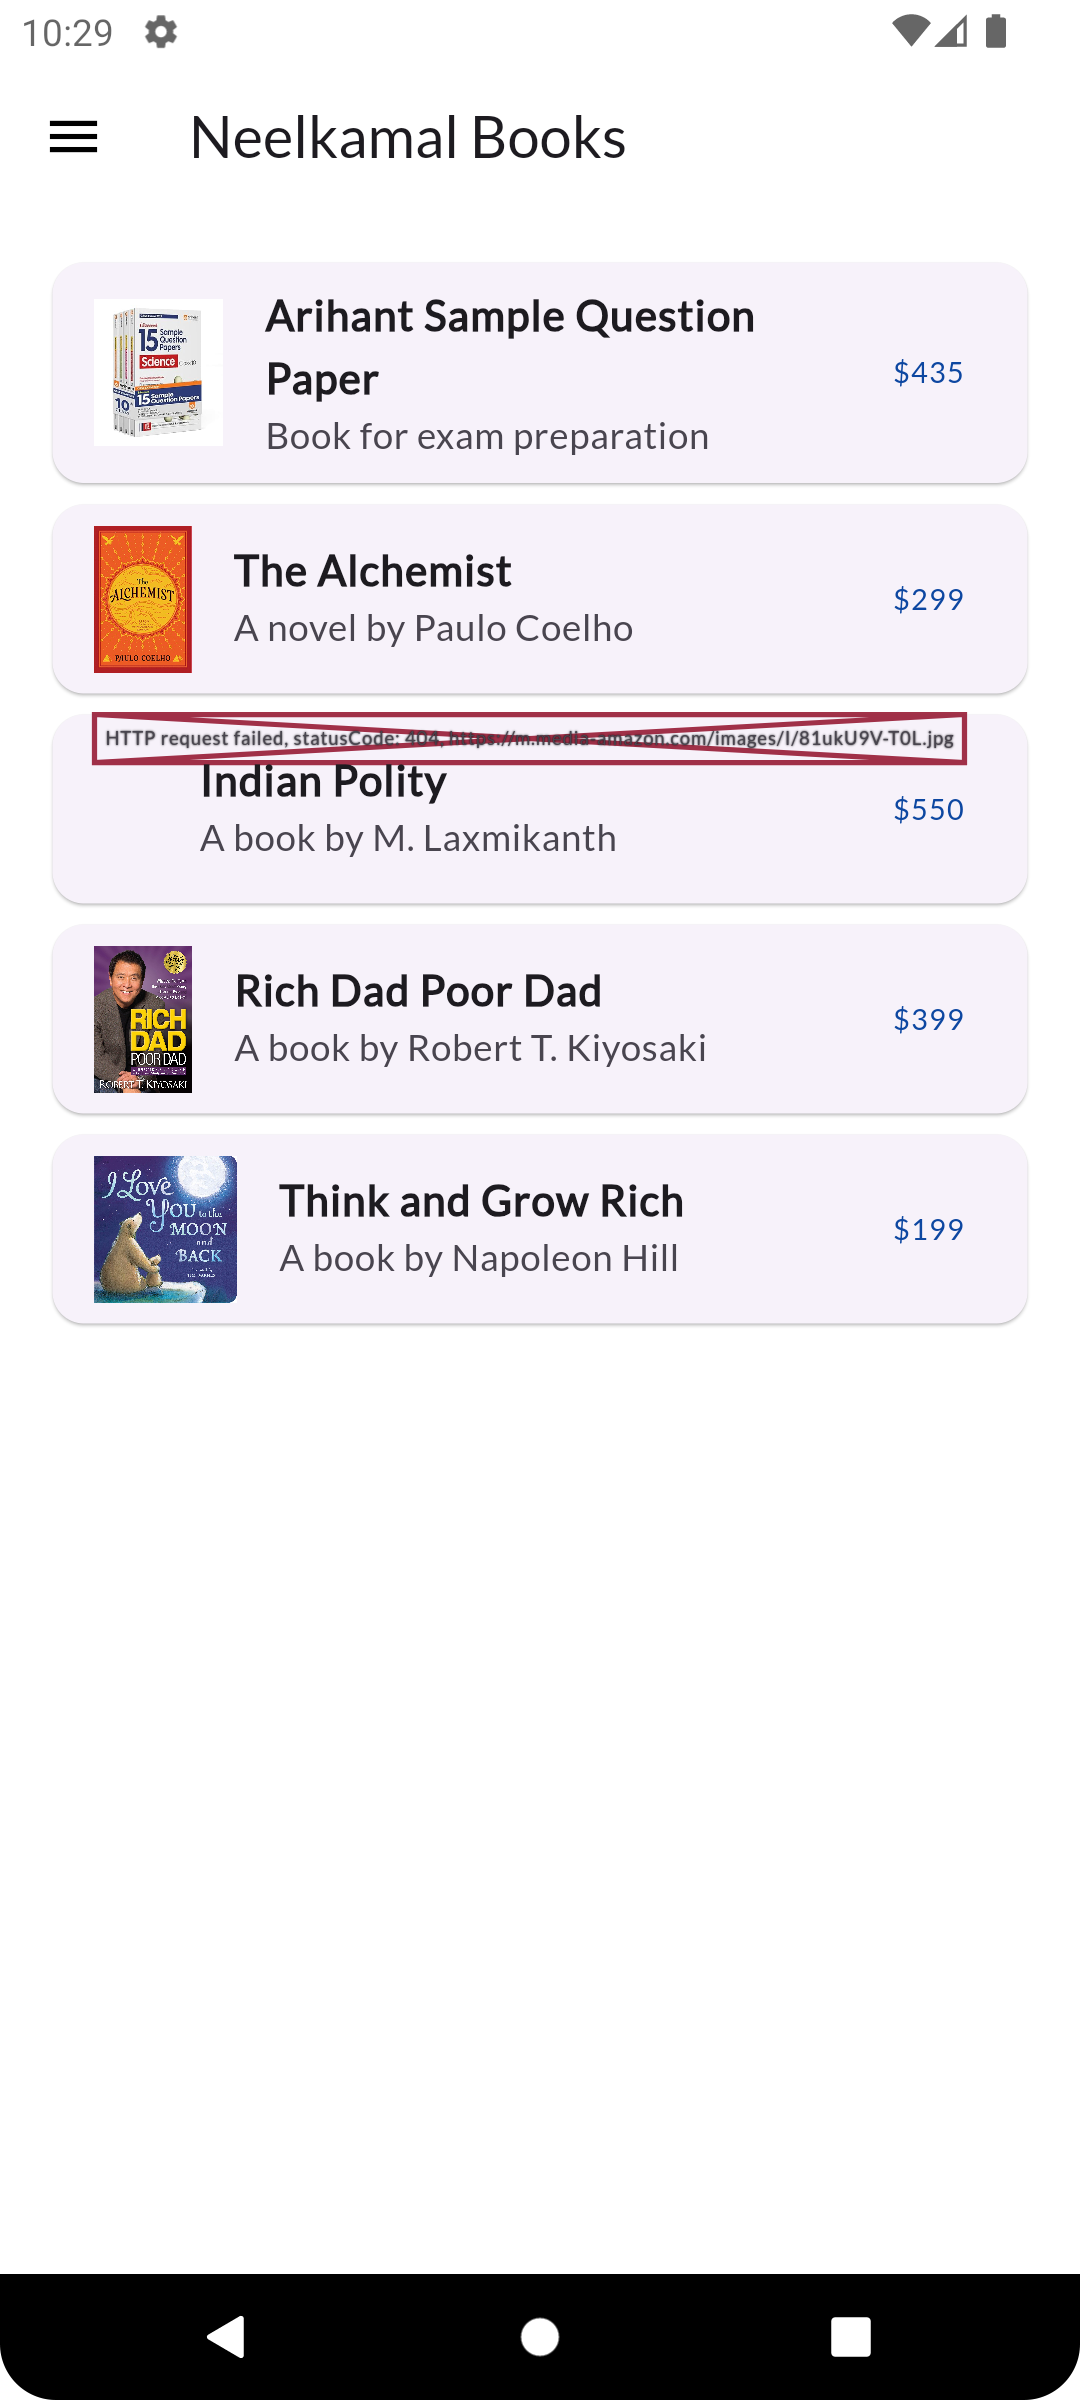 10:29
Neelkamal Books
15 Sample
Question
Papers
Science
10
15 Sample
Question Papers
Arihant Sample Question
Paper
Book for exam preparation
$435
The
ALCHEMIST
PAULO COELHO
The Alchemist
A novel by Paulo Coelho
$299
HTTP request failed, statusCode: 404, https://m.media-amazon.com/images/I/81ukU9V-T0L.jpg
Indian Polity
A book by M. Laxmikanth
$550
RICH
DAD
POOR DAD
ROBERT T. KIYOSAKI
Rich Dad Poor Dad
A book by Robert T. Kiyosaki
$399
I Love
You to the
MOON
and
BACK
Think and Grow Rich
A book by Napoleon Hill
$199